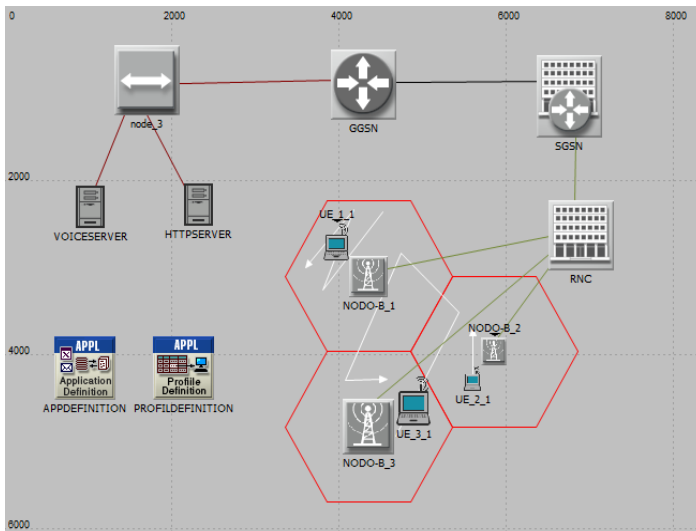 0
2000
4000
6000
8000
node_3
GGSN
SGSN
2000
VOICESERVER
HTTPSERVER
UE_1_1
RNC
NODO-B_1
NODO-B_2
4000
APPL
Application
Definition
APPDEFINITION
APPL
Profile
Definition
PROFILDEFINITION
UE_2_1
UE_3_1
NODO-B_3
6000